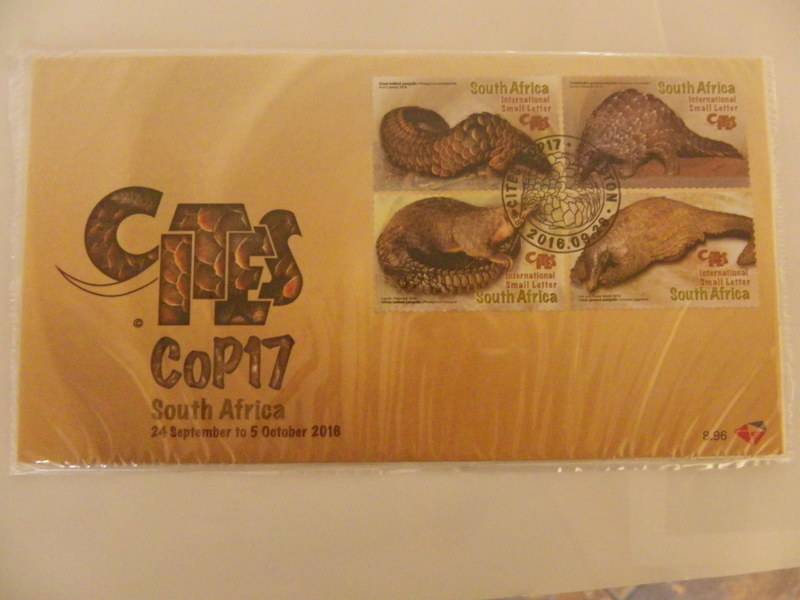 CITES
©
CoP17
South Africa
24 September to 5 October 2016
South Africa
International
Small Letter
CITES
South Africa
International
Small Letter
CITES
2016.09.2
CITES
International
Small Letter
South Africa
CITES
International
Small Letter
South Africa
8.96